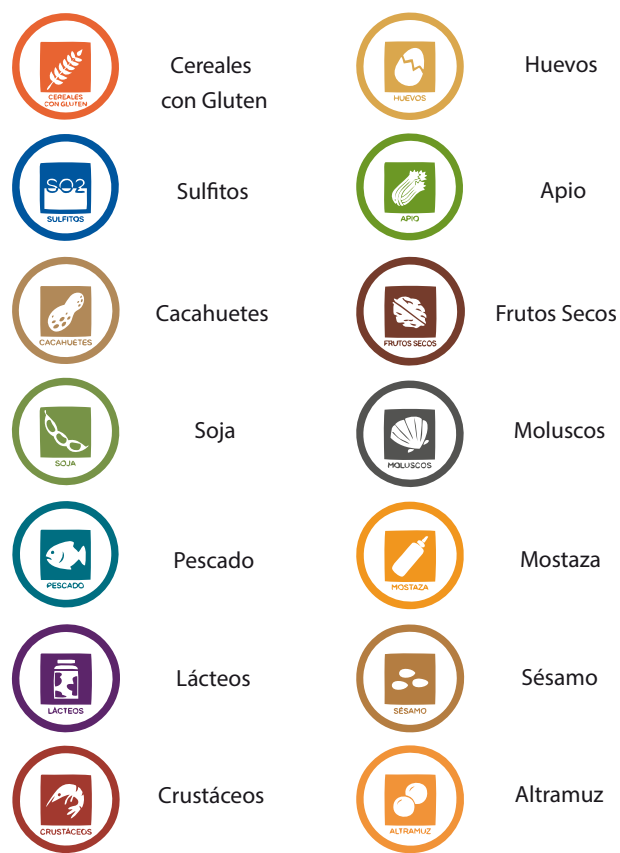 CEREALES
CON GLUTEN
Cereales
con Gluten
HUEVOS
Huevos
SO2
SULFITOS
Sulfitos
APIO
Apio
CACAHUETES
Cacahuetes
FRUTOS SECOS
Frutos Secos
SOJA
Soja
MOLUSCOS
Moluscos
PESCADO
Pescado
MOSTAZA
Mostaza
LÁCTEOS
Lácteos
SÉSAMO
Sésamo
CRUSTÁCEOS
Crustáceos
ALTRAMUZ
Altramuz